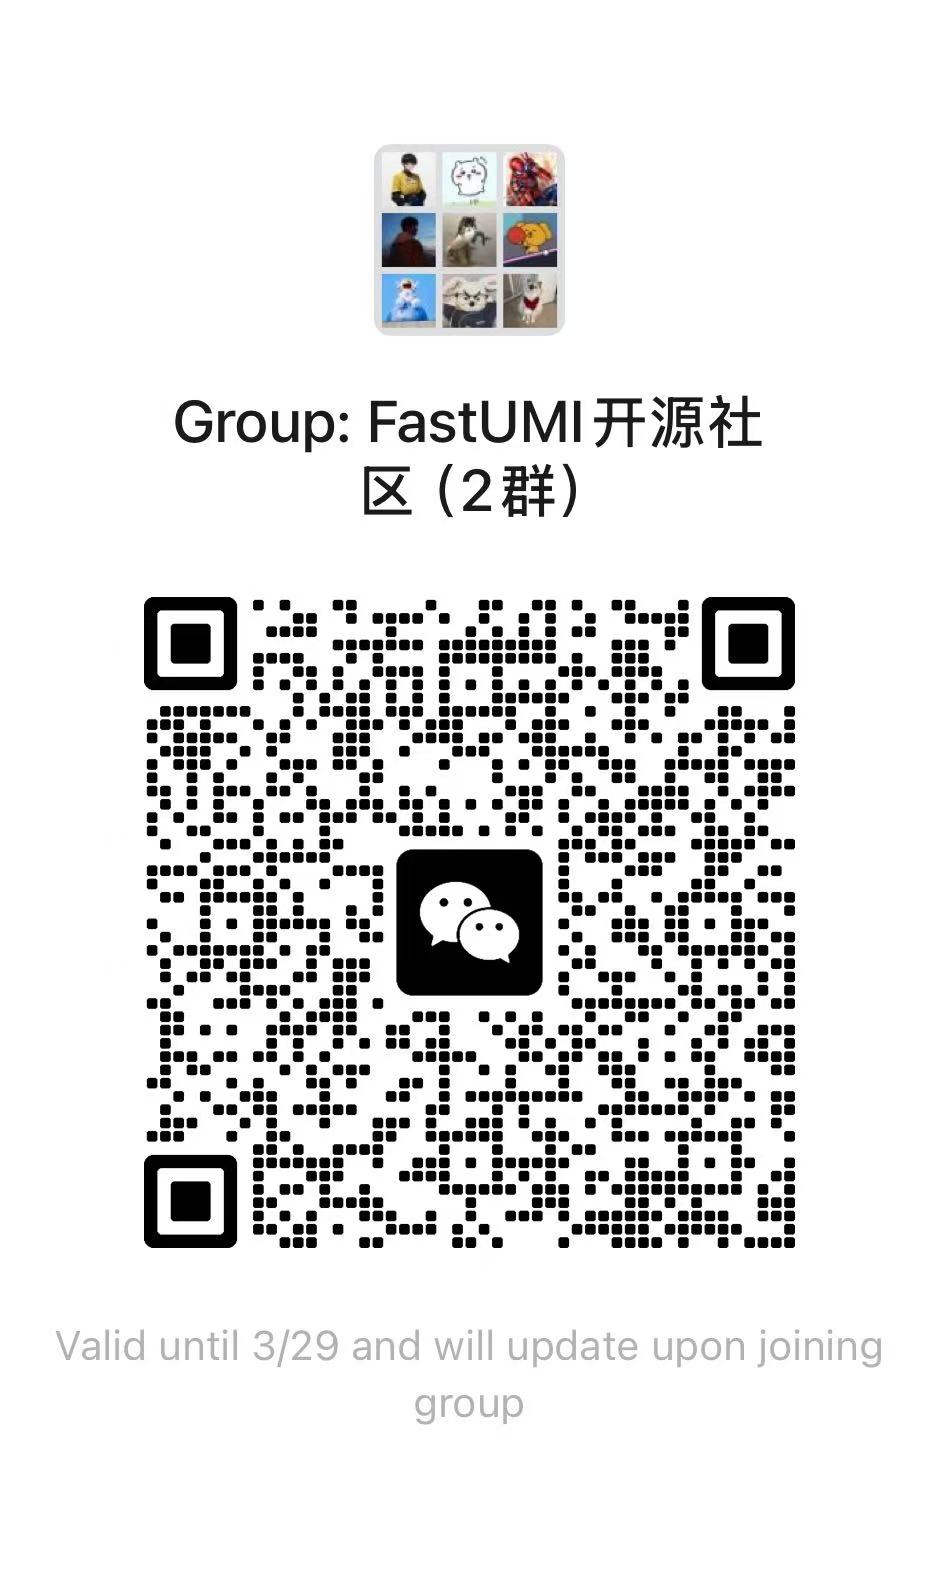 Group: FastUMI开源社
区（2群）
Valid until 3/29 and will update upon joining
group